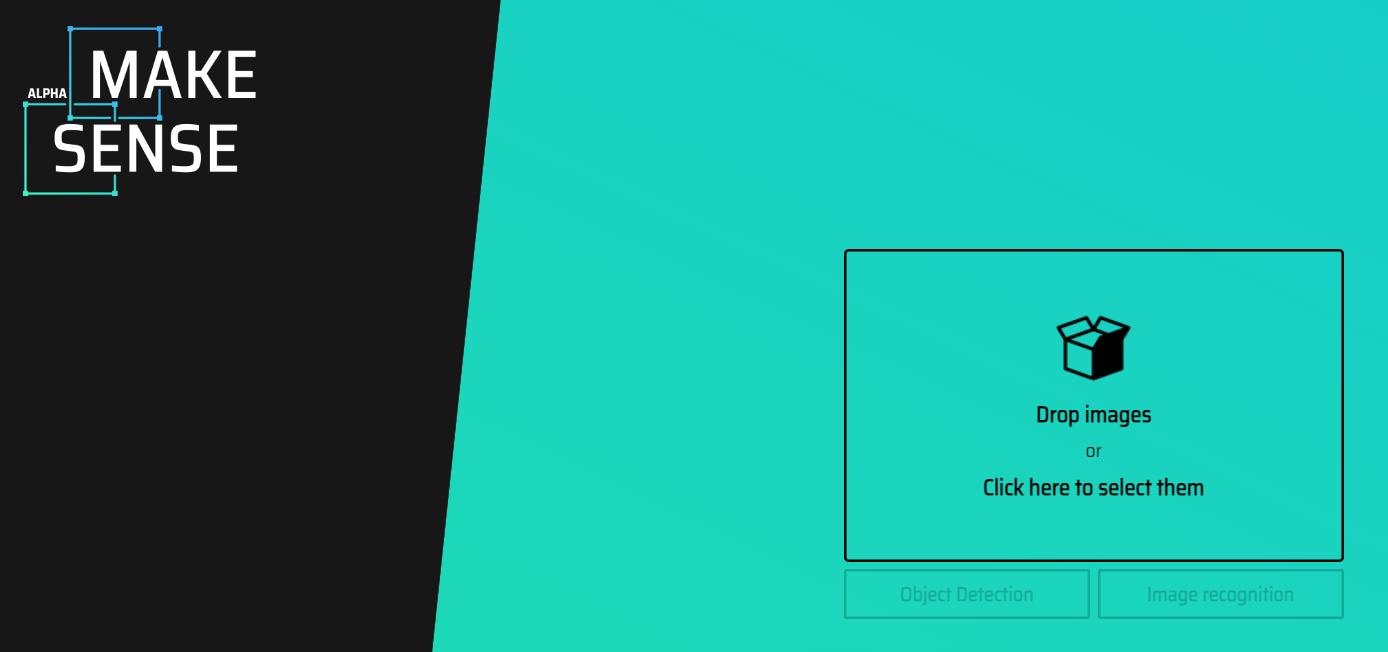 MAKE
ALPHA
SENSE
Drop images
or
Click here to select them
Object Detection
Image recognition